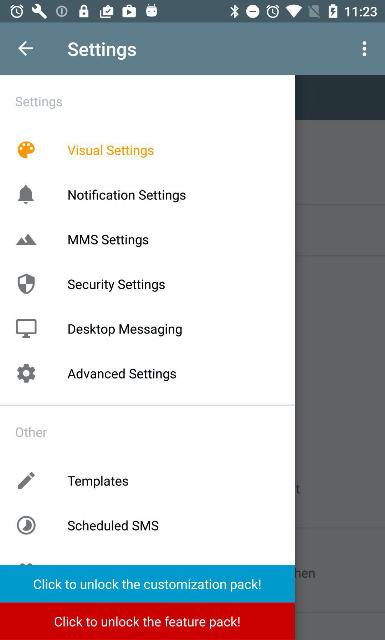 11:23
Settings
Settings
Visual Settings
Notification Settings
MMS Settings
Security Settings
Desktop Messaging
Advanced Settings
Other
Templates
Scheduled SMS
hen
Click to unlock the customization pack!
Click to unlock the feature pack!